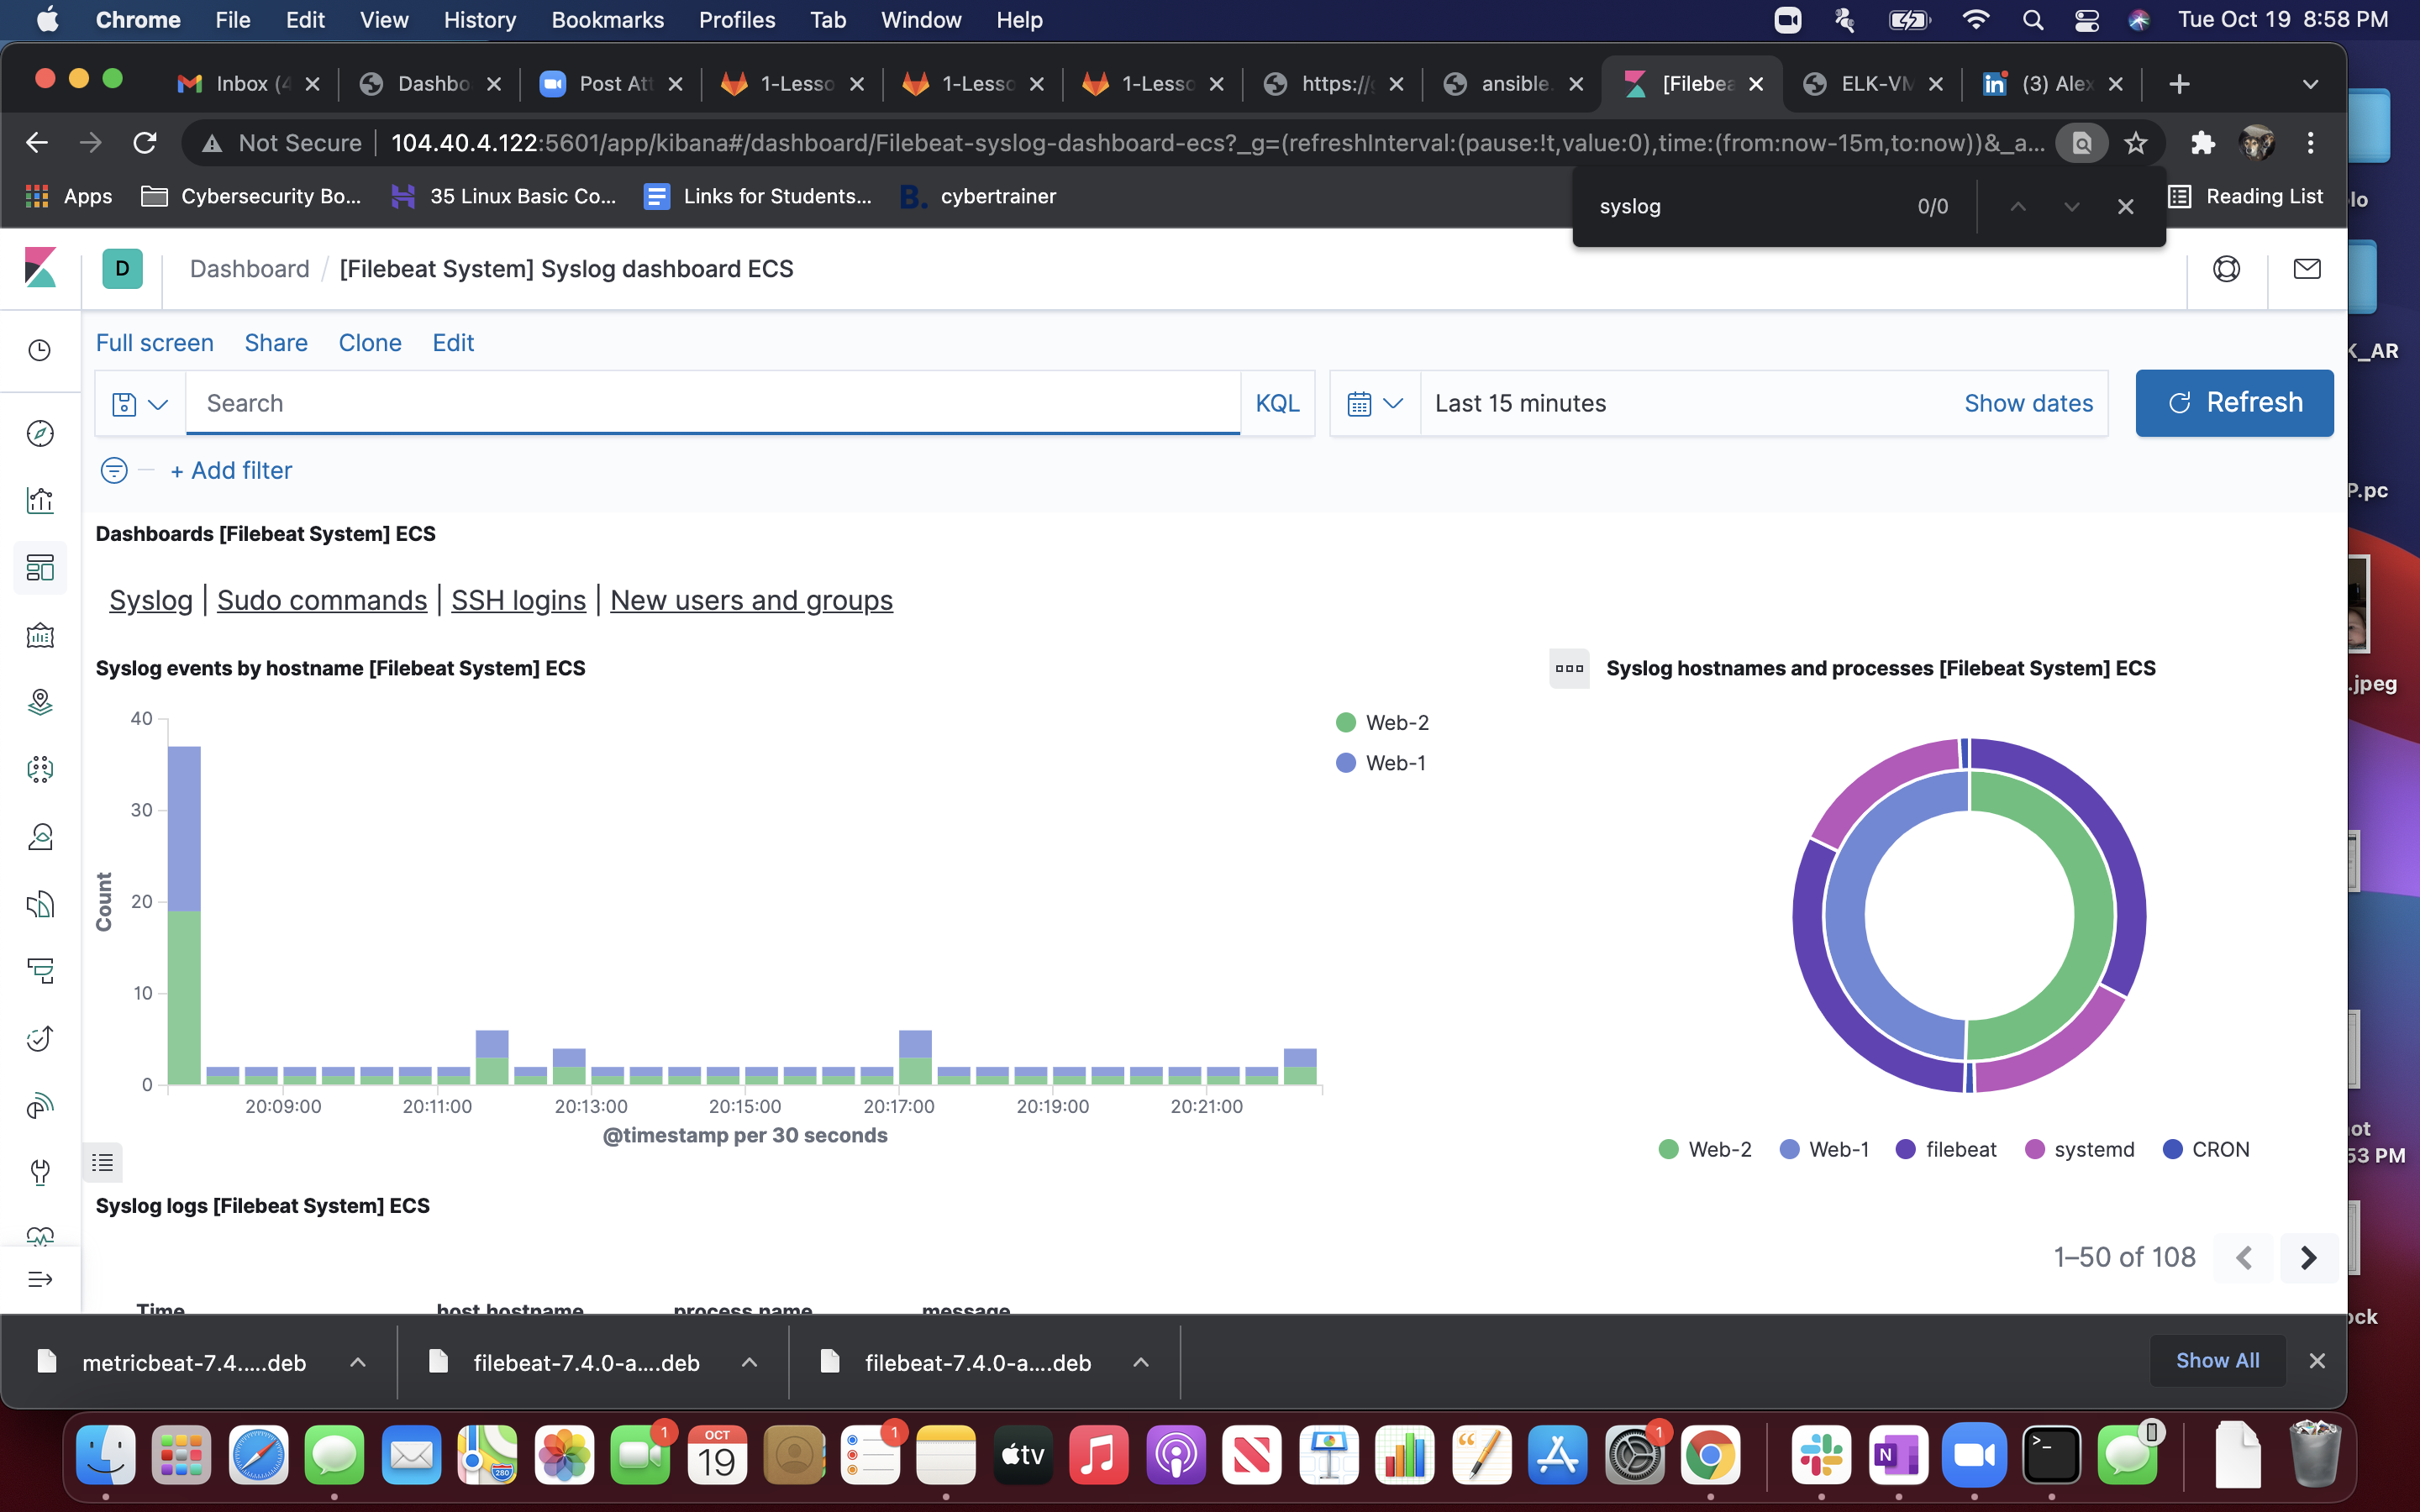 Chrome File Edit View History Bookmarks Profiles Tab Window Help Tue Oct 19 8:58 PM
Inbox (4 Dashbo Post Att 1-Lesso 1-Lesso 1-Lesso https:// ansible. [Filebea ELK-VM (3) Alex
Not Secure 104.40.4.122:5601/app/kibana#/dashboard/Filebeat-syslog-dashboard-ecs?_g=(refreshInterval:(pause:!t,value:0),time:(from:now-15m,to:now))&_a...
Apps Cybersecurity Bo... 35 Linux Basic Co... Links for Students... B. cybertrainer Reading List
syslog 0/0
D Dashboard / [Filebeat System] Syslog dashboard ECS
Full screen Share Clone Edit
Search KQL Last 15 minutes Show dates Refresh
+ Add filter
Dashboards [Filebeat System] ECS
Syslog | Sudo commands | SSH logins | New users and groups
Syslog events by hostname [Filebeat System] ECS
Count
40
30
20
10
0
20:09:00 20:11:00 20:13:00 20:15:00 20:17:00 20:19:00 20:21:00
@timestamp per 30 seconds
Web-2
Web-1
Syslog hostnames and processes [Filebeat System] ECS
Web-2 Web-1 filebeat systemd CRON
Syslog logs [Filebeat System] ECS
1–50 of 108
Time host.hostname process.name message
metricbeat-7.4.....deb filebeat-7.4.0-a....deb filebeat-7.4.0-a....deb Show All
lo
K_AR
P.pc
.jpeg
ot
53 PM
ock
1 OCT 19 1 tv 1
280
N